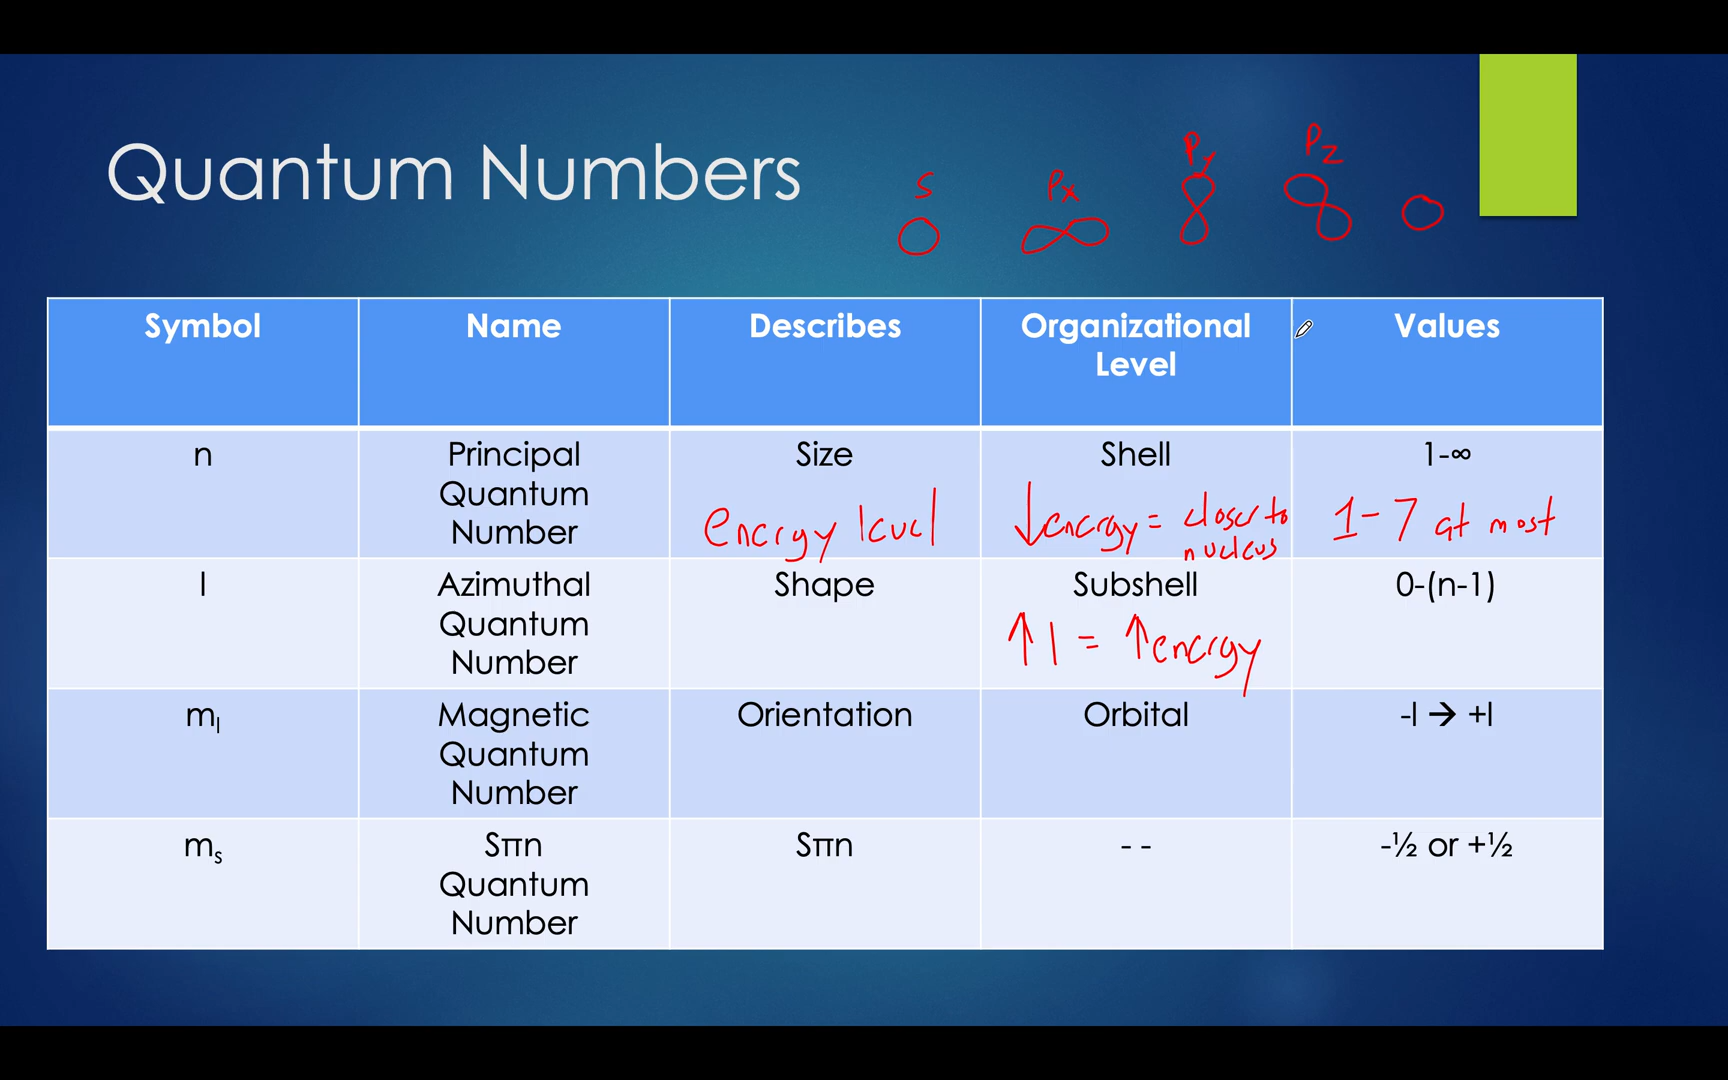 Quantum Numbers
s
Px
Py
Pz
Symbol
Name
Describes
Organizational
Level
Values
n
Principal
Quantum
Number
Size
energy level
Shell
↓energy = closer to
nucleus
1-∞
1-7 at most
l
Azimuthal
Quantum
Number
Shape
Subshell
↑ l = ↑energy
0-(n-1)
mₗ
Magnetic
Quantum
Number
Orientation
Orbital
-l → +l
mₛ
Sπn
Quantum
Number
Sπn
- -
-½ or +½